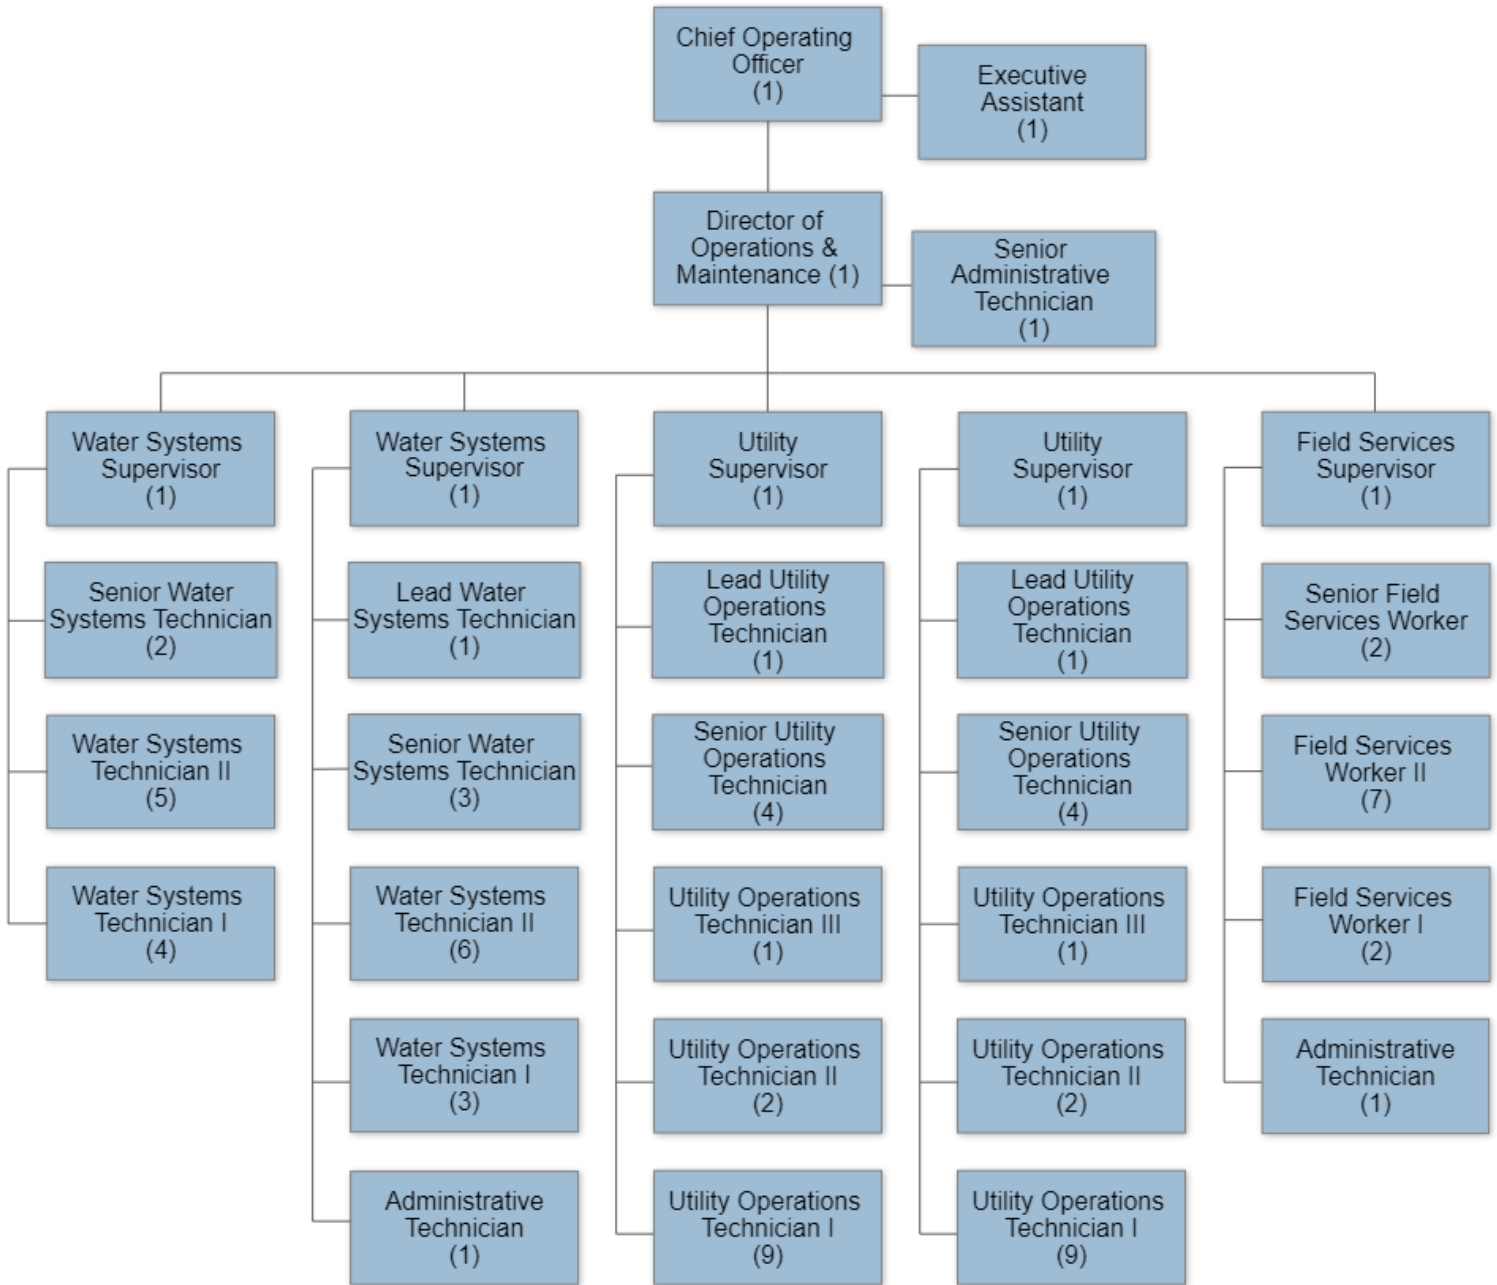 Chief Operating
Officer
(1)
Executive
Assistant
(1)
Director of
Operations &
Maintenance (1)
Senior
Administrative
Technician
(1)
Water Systems
Supervisor
(1)
Senior Water
Systems Technician
(2)
Water Systems
Technician II
(5)
Water Systems
Technician I
(4)
Water Systems
Supervisor
(1)
Lead Water
Systems Technician
(1)
Senior Water
Systems Technician
(3)
Water Systems
Technician II
(6)
Water Systems
Technician I
(3)
Administrative
Technician
(1)
Utility
Supervisor
(1)
Lead Utility
Operations
Technician
(1)
Senior Utility
Operations
Technician
(4)
Utility Operations
Technician III
(1)
Utility Operations
Technician II
(2)
Utility Operations
Technician I
(9)
Utility
Supervisor
(1)
Lead Utility
Operations
Technician
(1)
Senior Utility
Operations
Technician
(4)
Utility Operations
Technician III
(1)
Utility Operations
Technician II
(2)
Utility Operations
Technician I
(9)
Field Services
Supervisor
(1)
Senior Field
Services Worker
(2)
Field Services
Worker II
(7)
Field Services
Worker I
(2)
Administrative
Technician
(1)